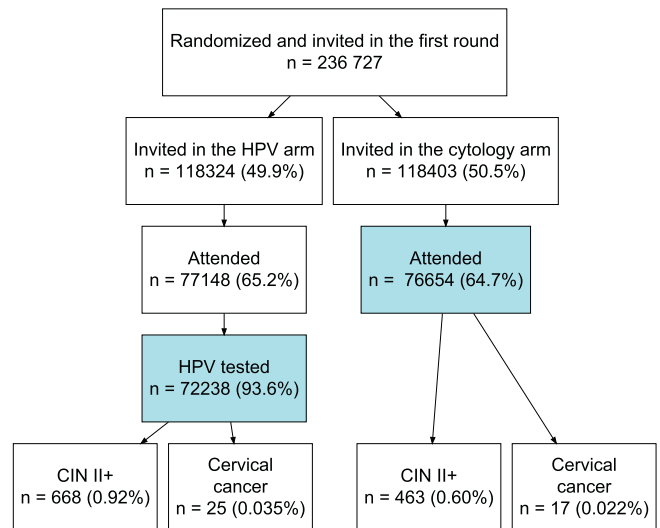 Randomized and invited in the first round
n = 236 727
Invited in the HPV arm
n = 118324 (49.9%)
Invited in the cytology arm
n = 118403 (50.5%)
Attended
n = 77148 (65.2%)
Attended
n =  76654 (64.7%)
HPV tested
n = 72238 (93.6%)
CIN II+
n = 668 (0.92%)
Cervical
cancer
n = 25 (0.035%)
CIN II+
n = 463 (0.60%)
Cervical
cancer
n = 17 (0.022%)